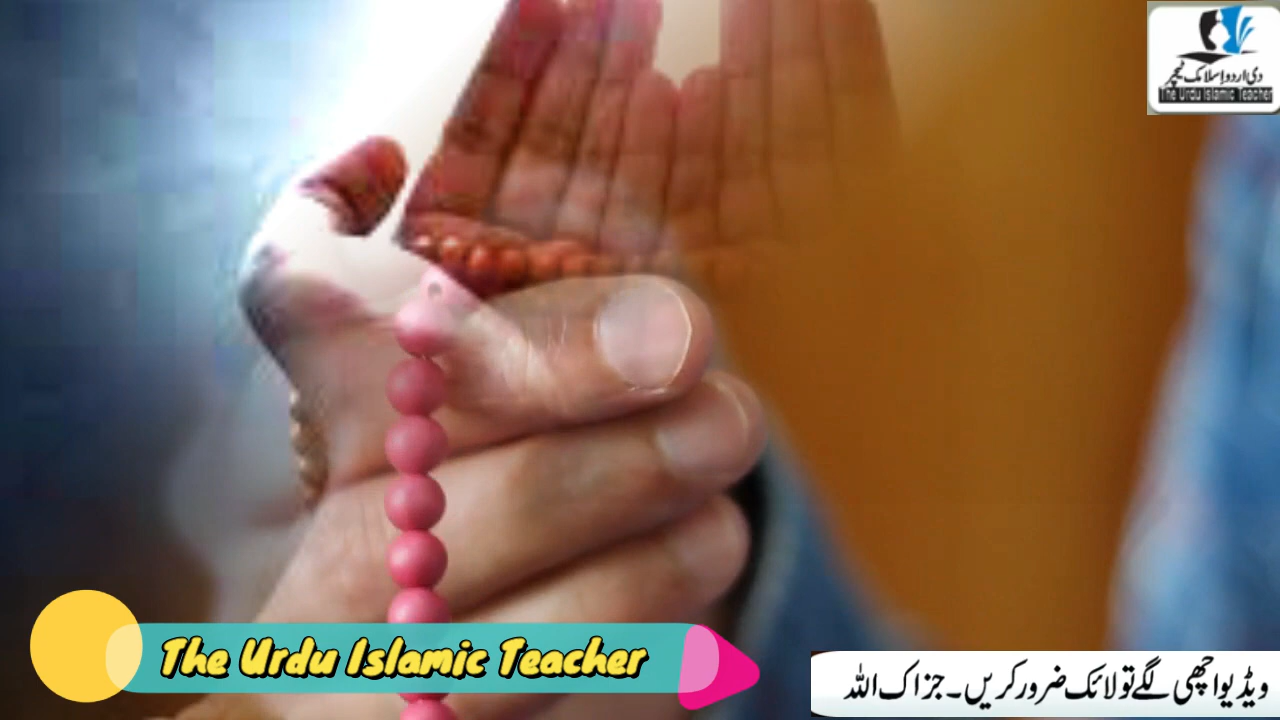 دی اردو اِسلامک ٹیچر
The Urdu Islamic Teacher
The Urdu Islamic Teacher
ویڈیو اچھی لگے تو لائک ضرور کریں۔ جزاک اللہ